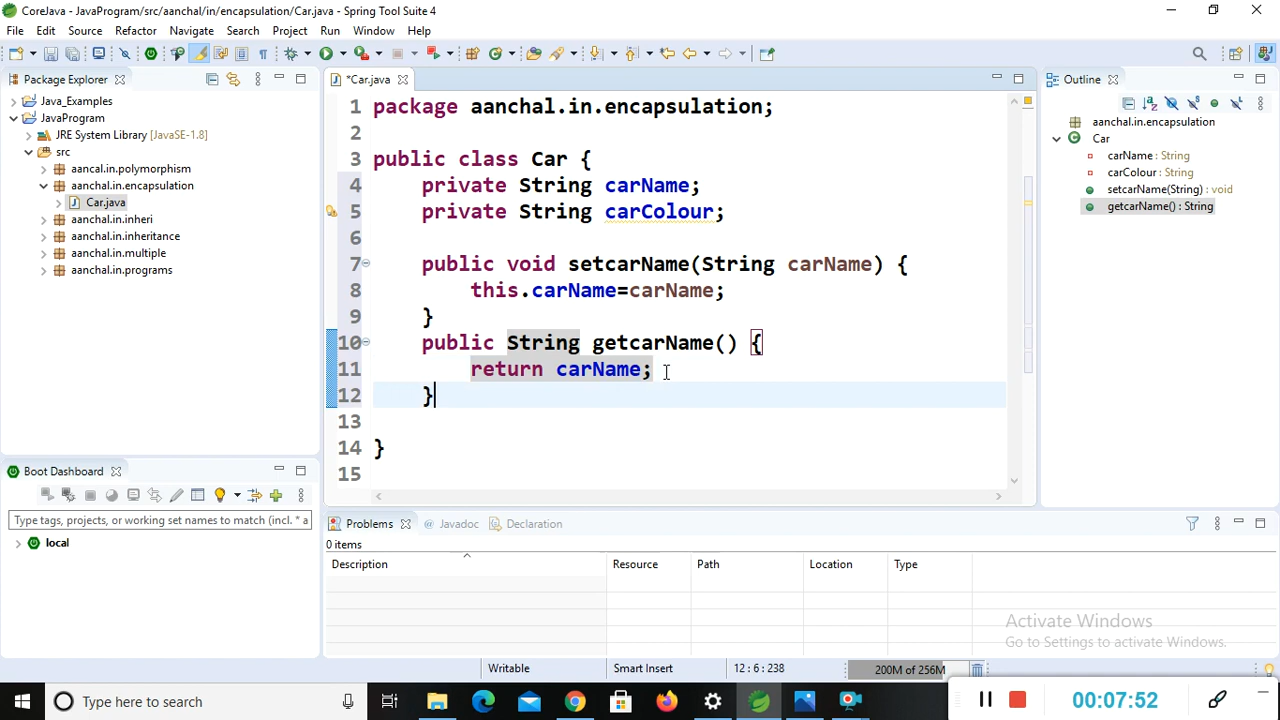 CoreJava - JavaProgram/src/aanchal/in/encapsulation/Car.java - Spring Tool Suite 4
File Edit Source Refactor Navigate Search Project Run Window Help
Package Explorer
Java_Examples
JavaProgram
JRE System Library [JavaSE-1.8]
src
aancal.in.polymorphism
aanchal.in.encapsulation
Car.java
aanchal.in.inheri
aanchal.in.inheritance
aanchal.in.multiple
aanchal.in.programs
Boot Dashboard
Type tags, projects, or working set names to match (incl. * a
local
*Car.java
1 package aanchal.in.encapsulation;
2
3 public class Car {
4 private String carName;
5 private String carColour;
6
7 public void setcarName(String carName) {
8 this.carName=carName;
9 }
10 public String getcarName() {
11 return carName;
12 }
13
14 }
15
Outline
aanchal.in.encapsulation
Car
carName : String
carColour : String
setcarName(String) : void
getcarName() : String
Problems Javadoc Declaration
0 items
Description Resource Path Location Type
Activate Windows
Go to Settings to activate Windows.
Writable Smart Insert 12 : 6 : 238 200M of 256M
Type here to search
00:07:52